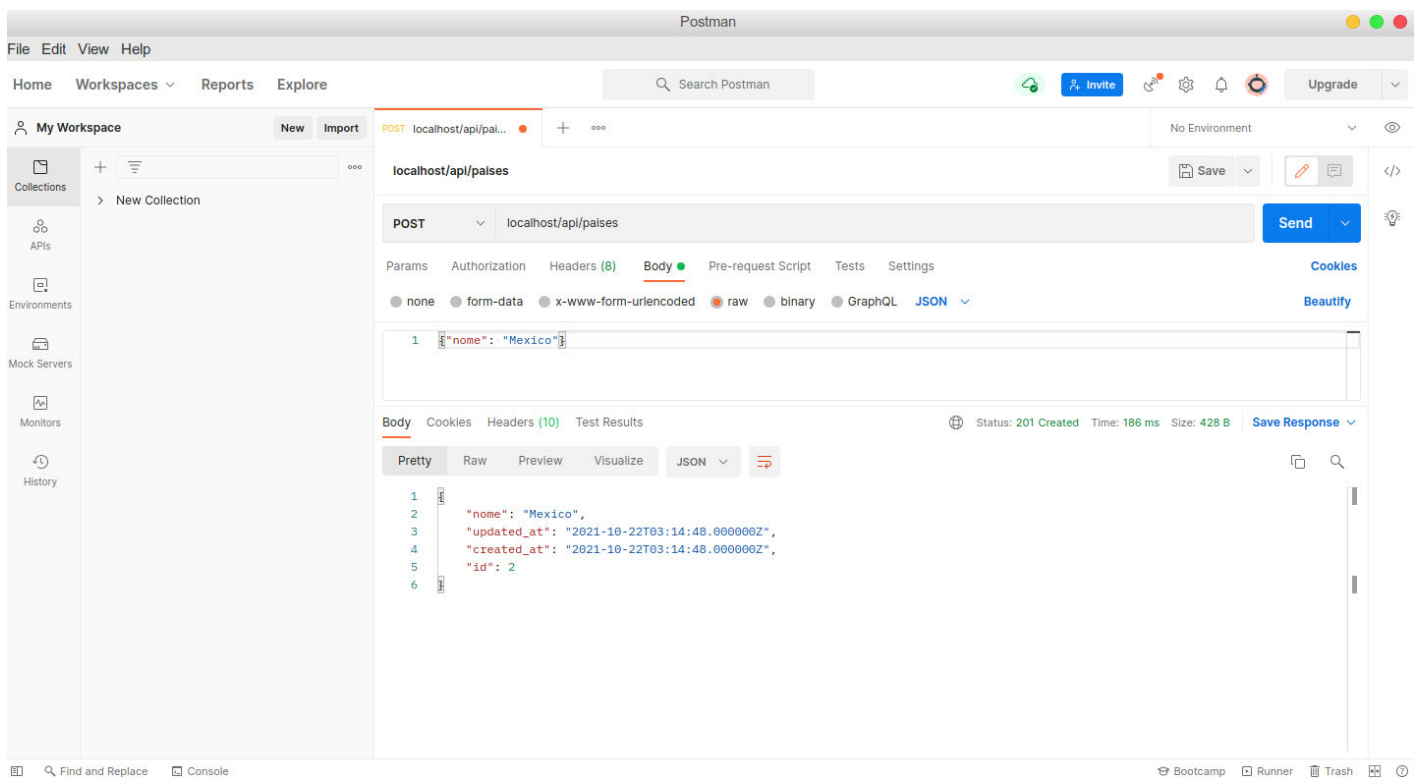 Postman
File Edit View Help
Home Workspaces Reports Explore Search Postman Invite Upgrade
My Workspace New Import POST localhost/api/pai... No Environment
Collections
New Collection
localhost/api/paises Save
POST localhost/api/paises Send
APIs
Params Authorization Headers (8) Body Pre-request Script Tests Settings Cookies
Environments
none form-data x-www-form-urlencoded raw binary GraphQL JSON Beautify
1 {"nome": "Mexico"}
Mock Servers
Monitors
Body Cookies Headers (10) Test Results Status: 201 Created Time: 186 ms Size: 428 B Save Response
Pretty Raw Preview Visualize JSON
History
1 {
2 "nome": "Mexico",
3 "updated_at": "2021-10-22T03:14:48.000000Z",
4 "created_at": "2021-10-22T03:14:48.000000Z",
5 "id": 2
6 }
Find and Replace Console Bootcamp Runner Trash